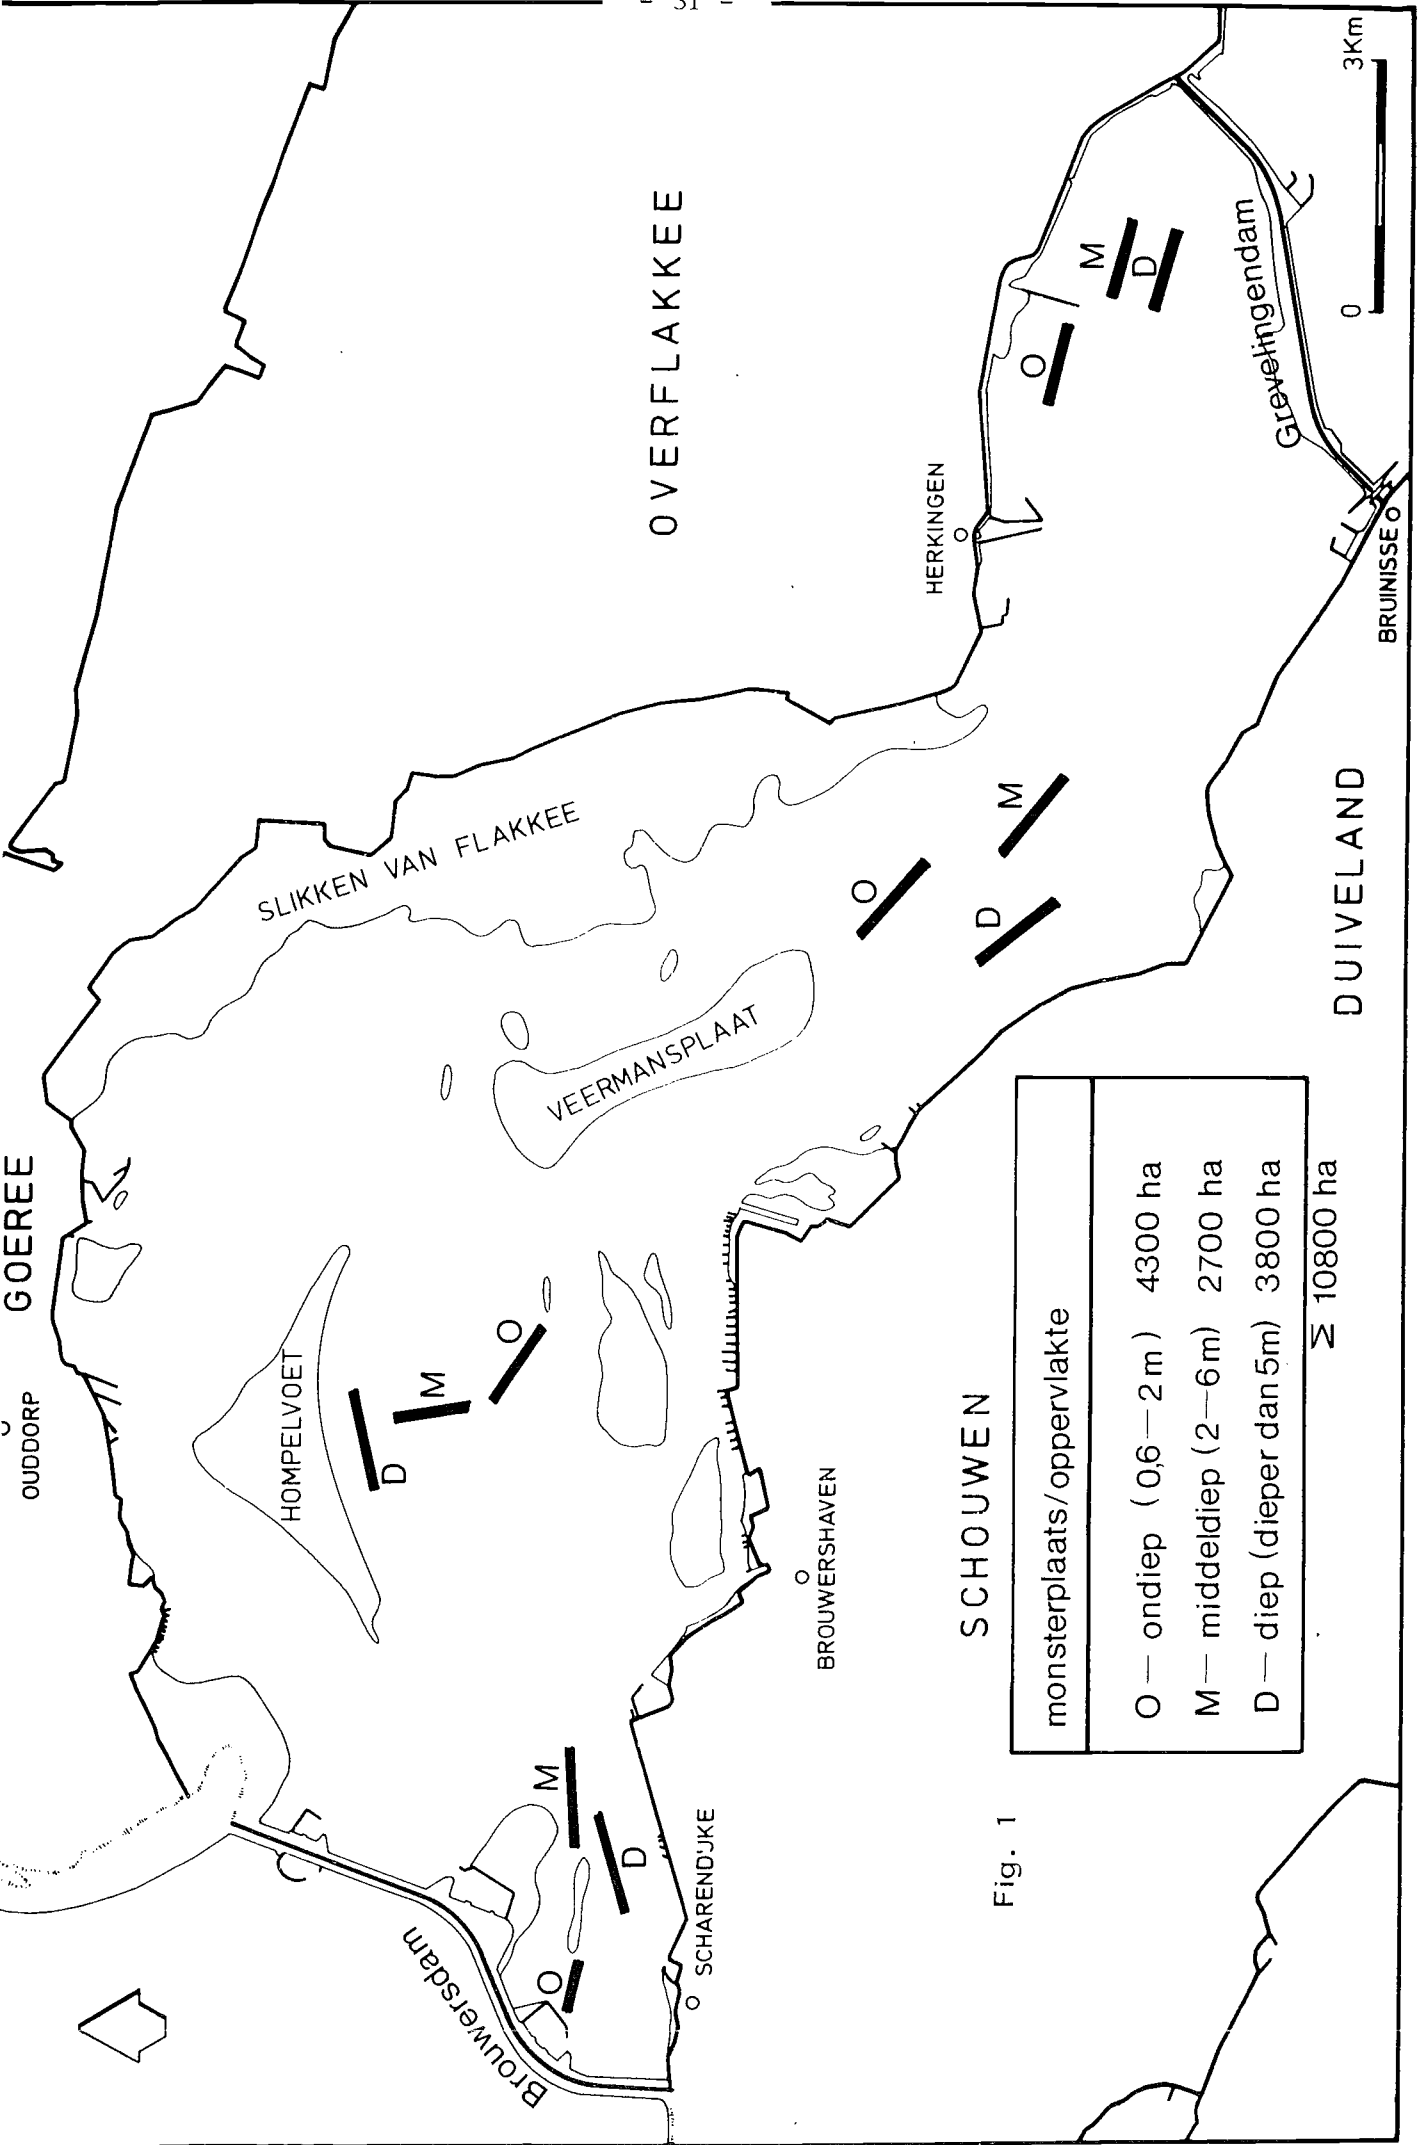 - 31 -
GOEREE
OUDDORP
OVERFLAKKEE
SLIKKEN VAN FLAKKEE
HERKINGEN
HOMPELVOET
VEERMANSPLAAT
Brouwersdam
Grevelingendam
M
D
O
O
M
D
D
M
O
M
D
O
SCHARENDIJKE
BROUWERSHAVEN
BRUINISSE
SCHOUWEN
DUIVELAND
0 3Km
Fig. 1
monsterplaats/oppervlakte
O — ondiep (0,6—2m) 4300 ha
M — middeldiep (2—6m) 2700 ha
D — diep (dieper dan 5m) 3800 ha
Σ 10800 ha